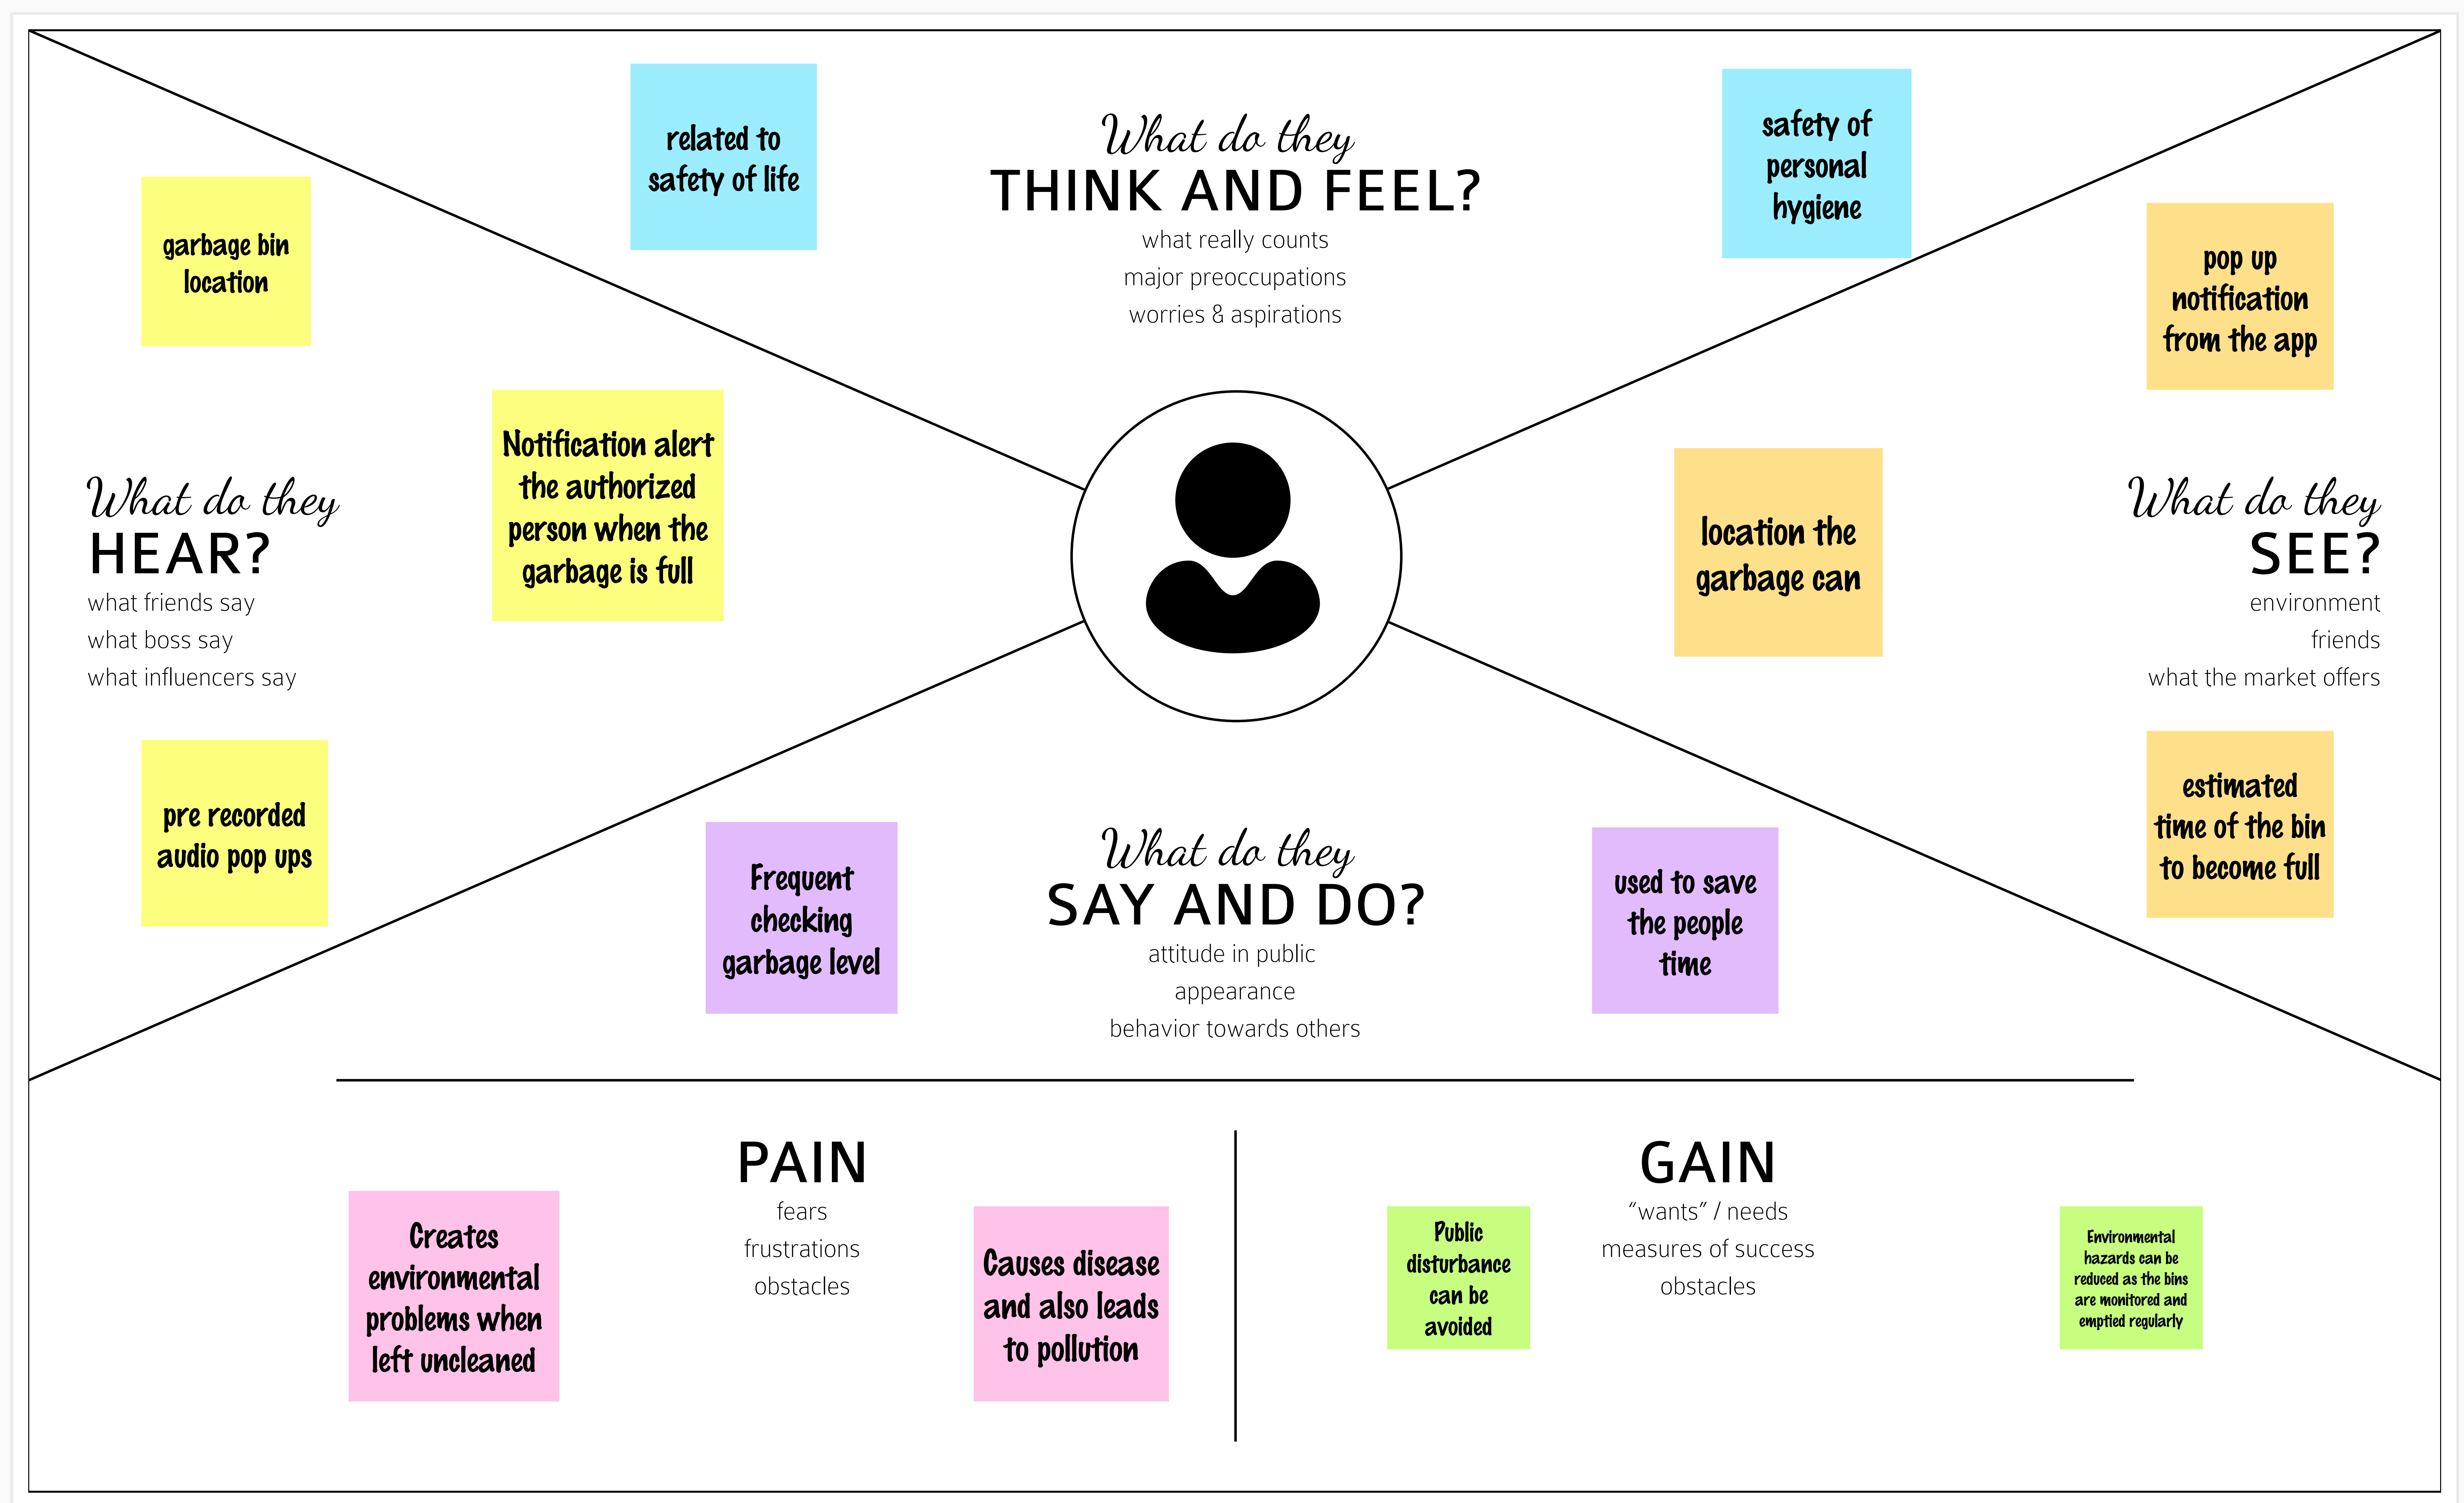 What do they
THINK AND FEEL?
what really counts
major preoccupations
worries & aspirations
related to
safety of life
safety of
personal
hygiene
garbage bin
location
Notification alert
the authorized
person when the
garbage is full
What do they
HEAR?
what friends say
what boss say
what influencers say
pre recorded
audio pop ups
pop up
notification
from the app
location the
garbage can
What do they
SEE?
environment
friends
what the market offers
estimated
time of the bin
to become full
Frequent
checking
garbage level
What do they
SAY AND DO?
attitude in public
appearance
behavior towards others
used to save
the people
time
PAIN
fears
frustrations
obstacles
Creates
environmental
problems when
left uncleaned
Causes disease
and also leads
to pollution
GAIN
“wants” / needs
measures of success
obstacles
Public
disturbance
can be
avoided
Environmental
hazards can be
reduced as the bins
are monitored and
emptied regularly